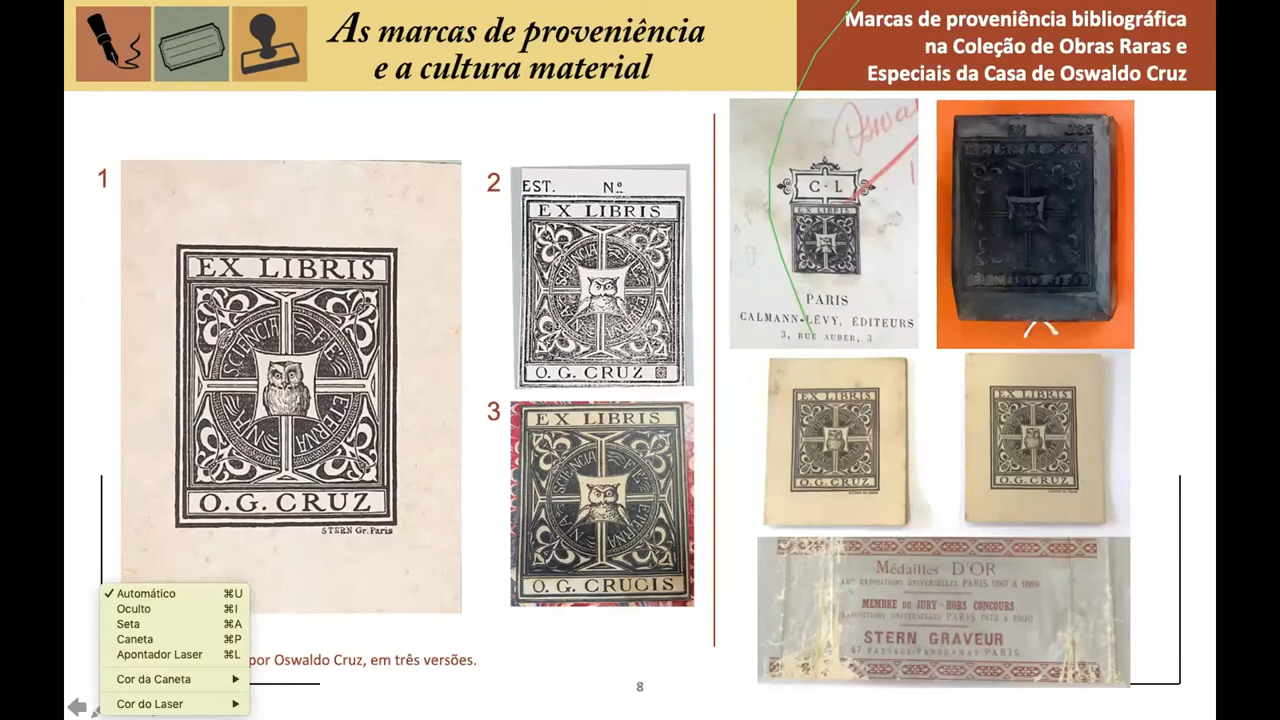 As marcas de proveniência
e a cultura material
Marcas de proveniência bibliográfica
na Coleção de Obras Raras e
Especiais da Casa de Oswaldo Cruz
1
EX LIBRIS
SCIENCIA
ETERNA
O. G. CRUZ
STERN Gr. Paris
2
EST. Nº
EX LIBRIS
O. G. CRUZ
3
EX LIBRIS
SCIENCIA
ETERNA
O. G. CRUCIS
C·L
EX LIBRIS
PARIS
CALMANN-LÉVY, ÉDITEURS
3, RUE AUBER, 3
EX LIBRIS
O. G. CRUZ
EX LIBRIS
O. G. CRUZ
Médailles D'OR
EXPOSITIONS UNIVERSELLES PARIS 1867 & 1889
MEMBRE DU JURY-HORS CONCOURS
EXPOSITIONS UNIVERSELLES PARIS 1878 & 1900
STERN GRAVEUR
47 PASSAGE-PANORAMAS PARIS
Automático ⌘U
Oculto ⌘I
Seta ⌘A
Caneta ⌘P
Apontador Laser ⌘L
Cor da Caneta
Cor do Laser
por Oswaldo Cruz, em três versões.
8